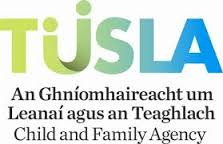 TUSLA
An Ghníomhaireacht um
Leanaí agus an Teaghlach
Child and Family Agency